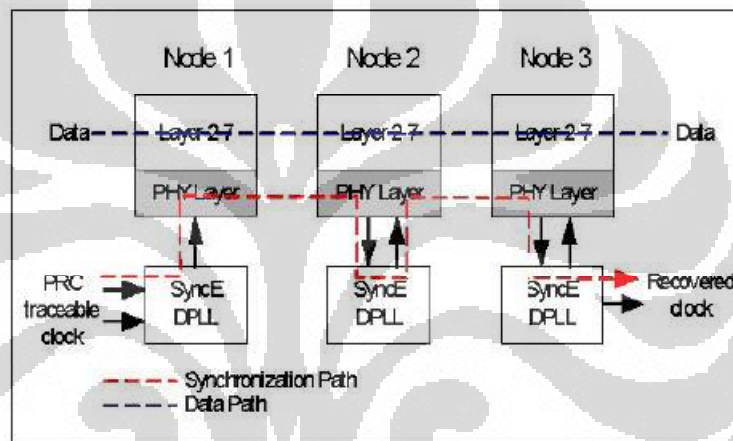 Node 1 Node 2 Node 3
Data Layer 2-7 Layer 2-7 Layer 2-7 Data
PHY Layer PHY Layer PHY Layer
PRC
traceable
clock
SyncE
DPLL
SyncE
DPLL
SyncE
DPLL
Recovered
clock
Synchronization Path
Data Path